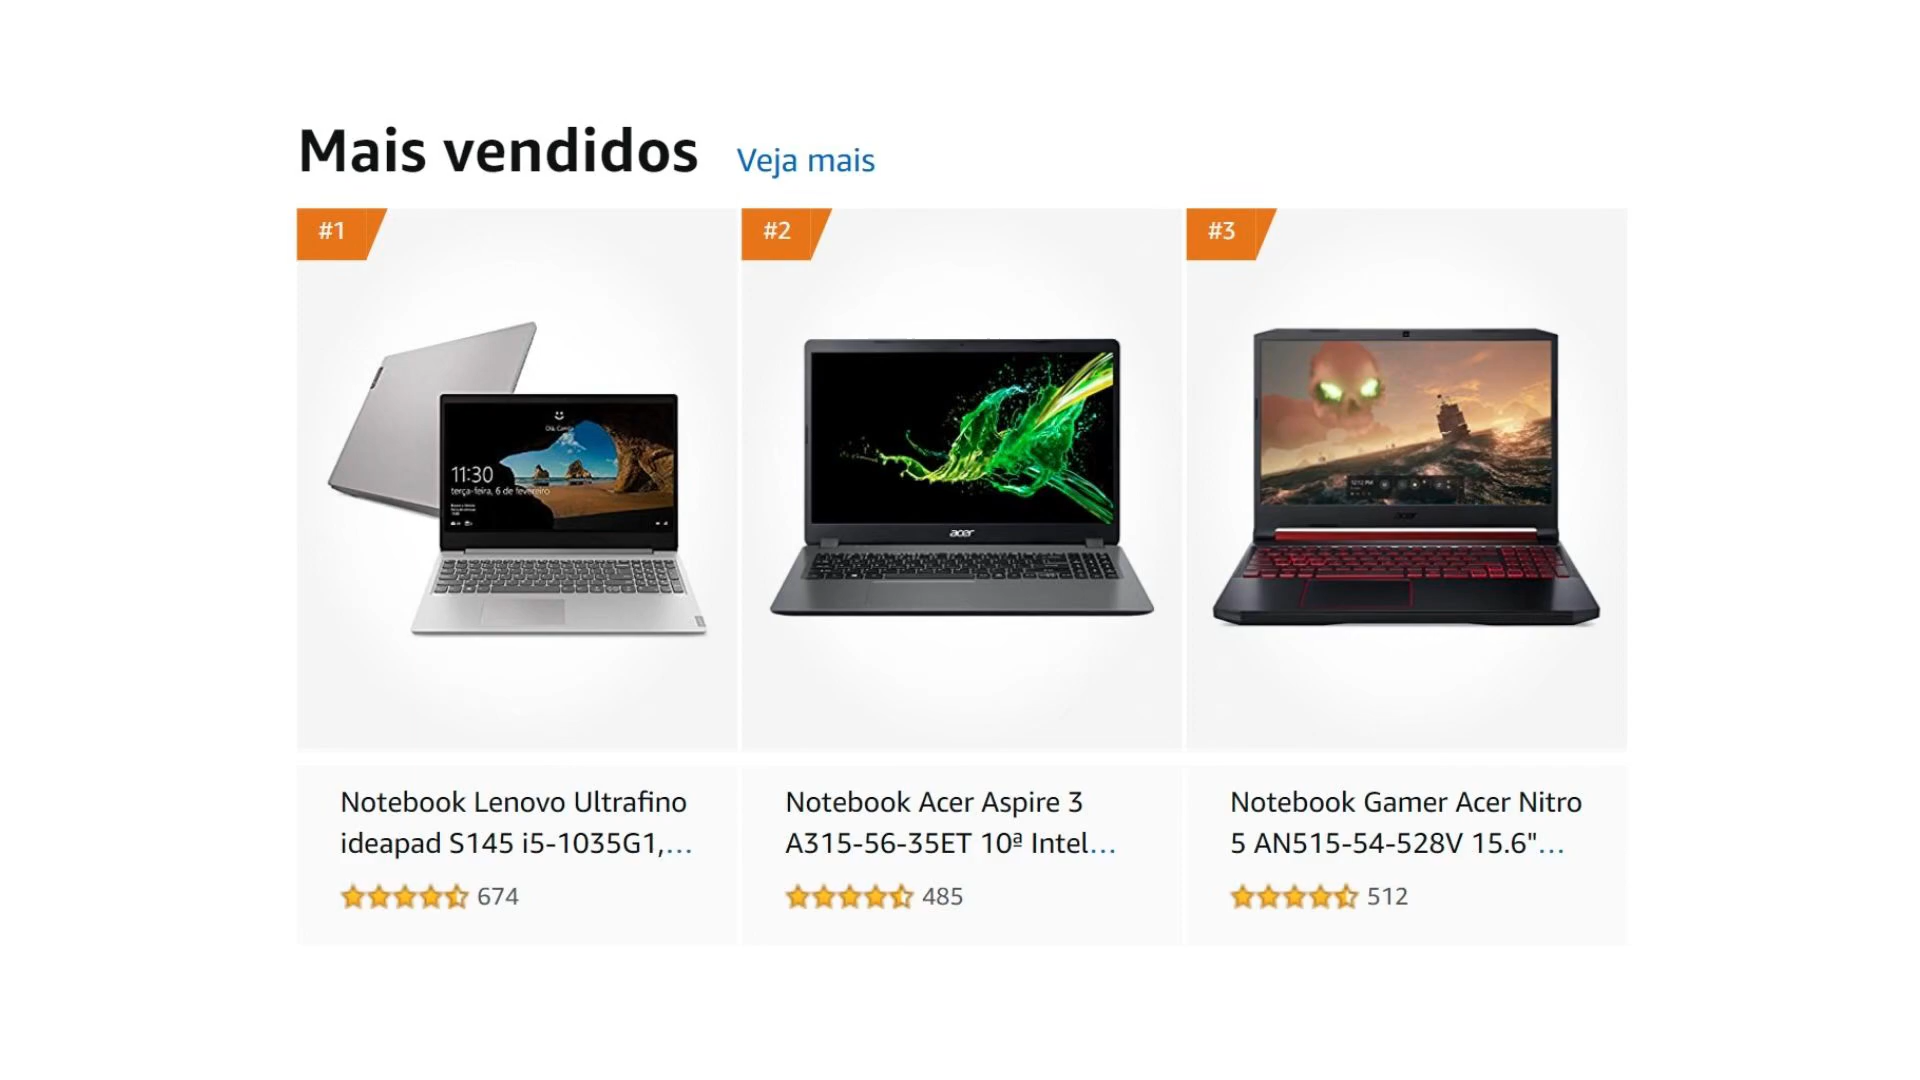 Mais vendidos Veja mais
#1
#2
#3
11:30
terça-feira, 6 de fevereiro
acer
acer
Notebook Lenovo Ultrafino
ideapad S145 i5-1035G1,...
674
Notebook Acer Aspire 3
A315-56-35ET 10ª Intel...
485
Notebook Gamer Acer Nitro
5 AN515-54-528V 15.6"...
512